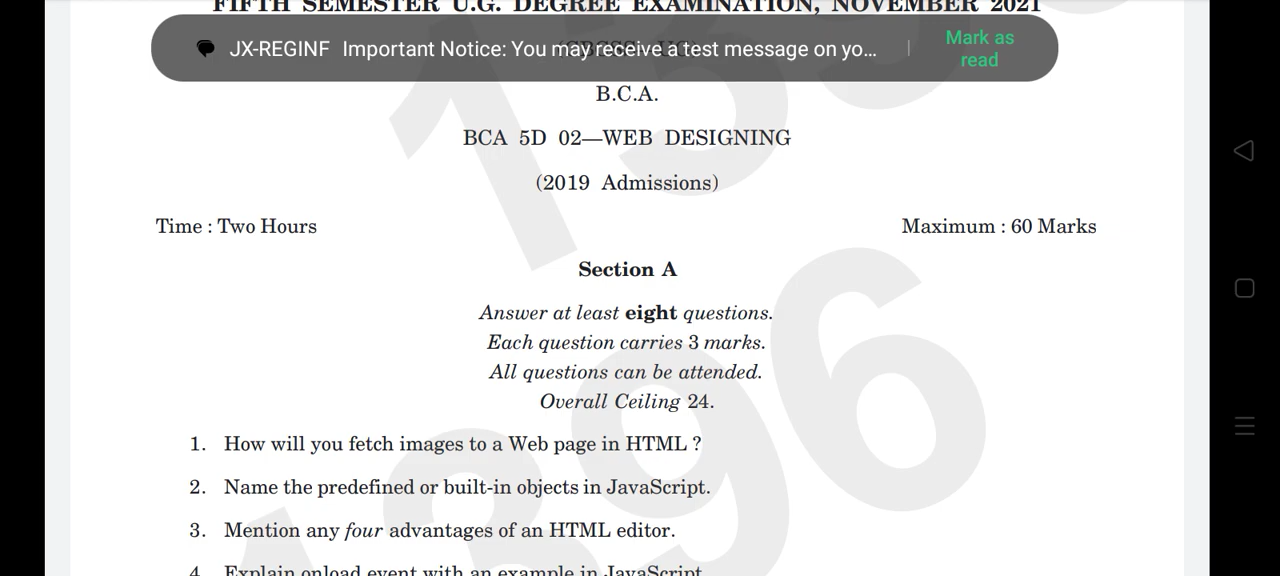 FIFTH SEMESTER U.G. DEGREE EXAMINATION, NOVEMBER 2021
JX-REGINF Important Notice: You may receive a test message on yo...
Mark as
read
B.C.A.
BCA 5D 02—WEB DESIGNING
(2019 Admissions)
Time : Two Hours
Maximum : 60 Marks
Section A
Answer at least eight questions.
Each question carries 3 marks.
All questions can be attended.
Overall Ceiling 24.
1. How will you fetch images to a Web page in HTML ?
2. Name the predefined or built-in objects in JavaScript.
3. Mention any four advantages of an HTML editor.
4. Explain onload event with an example in JavaScript.